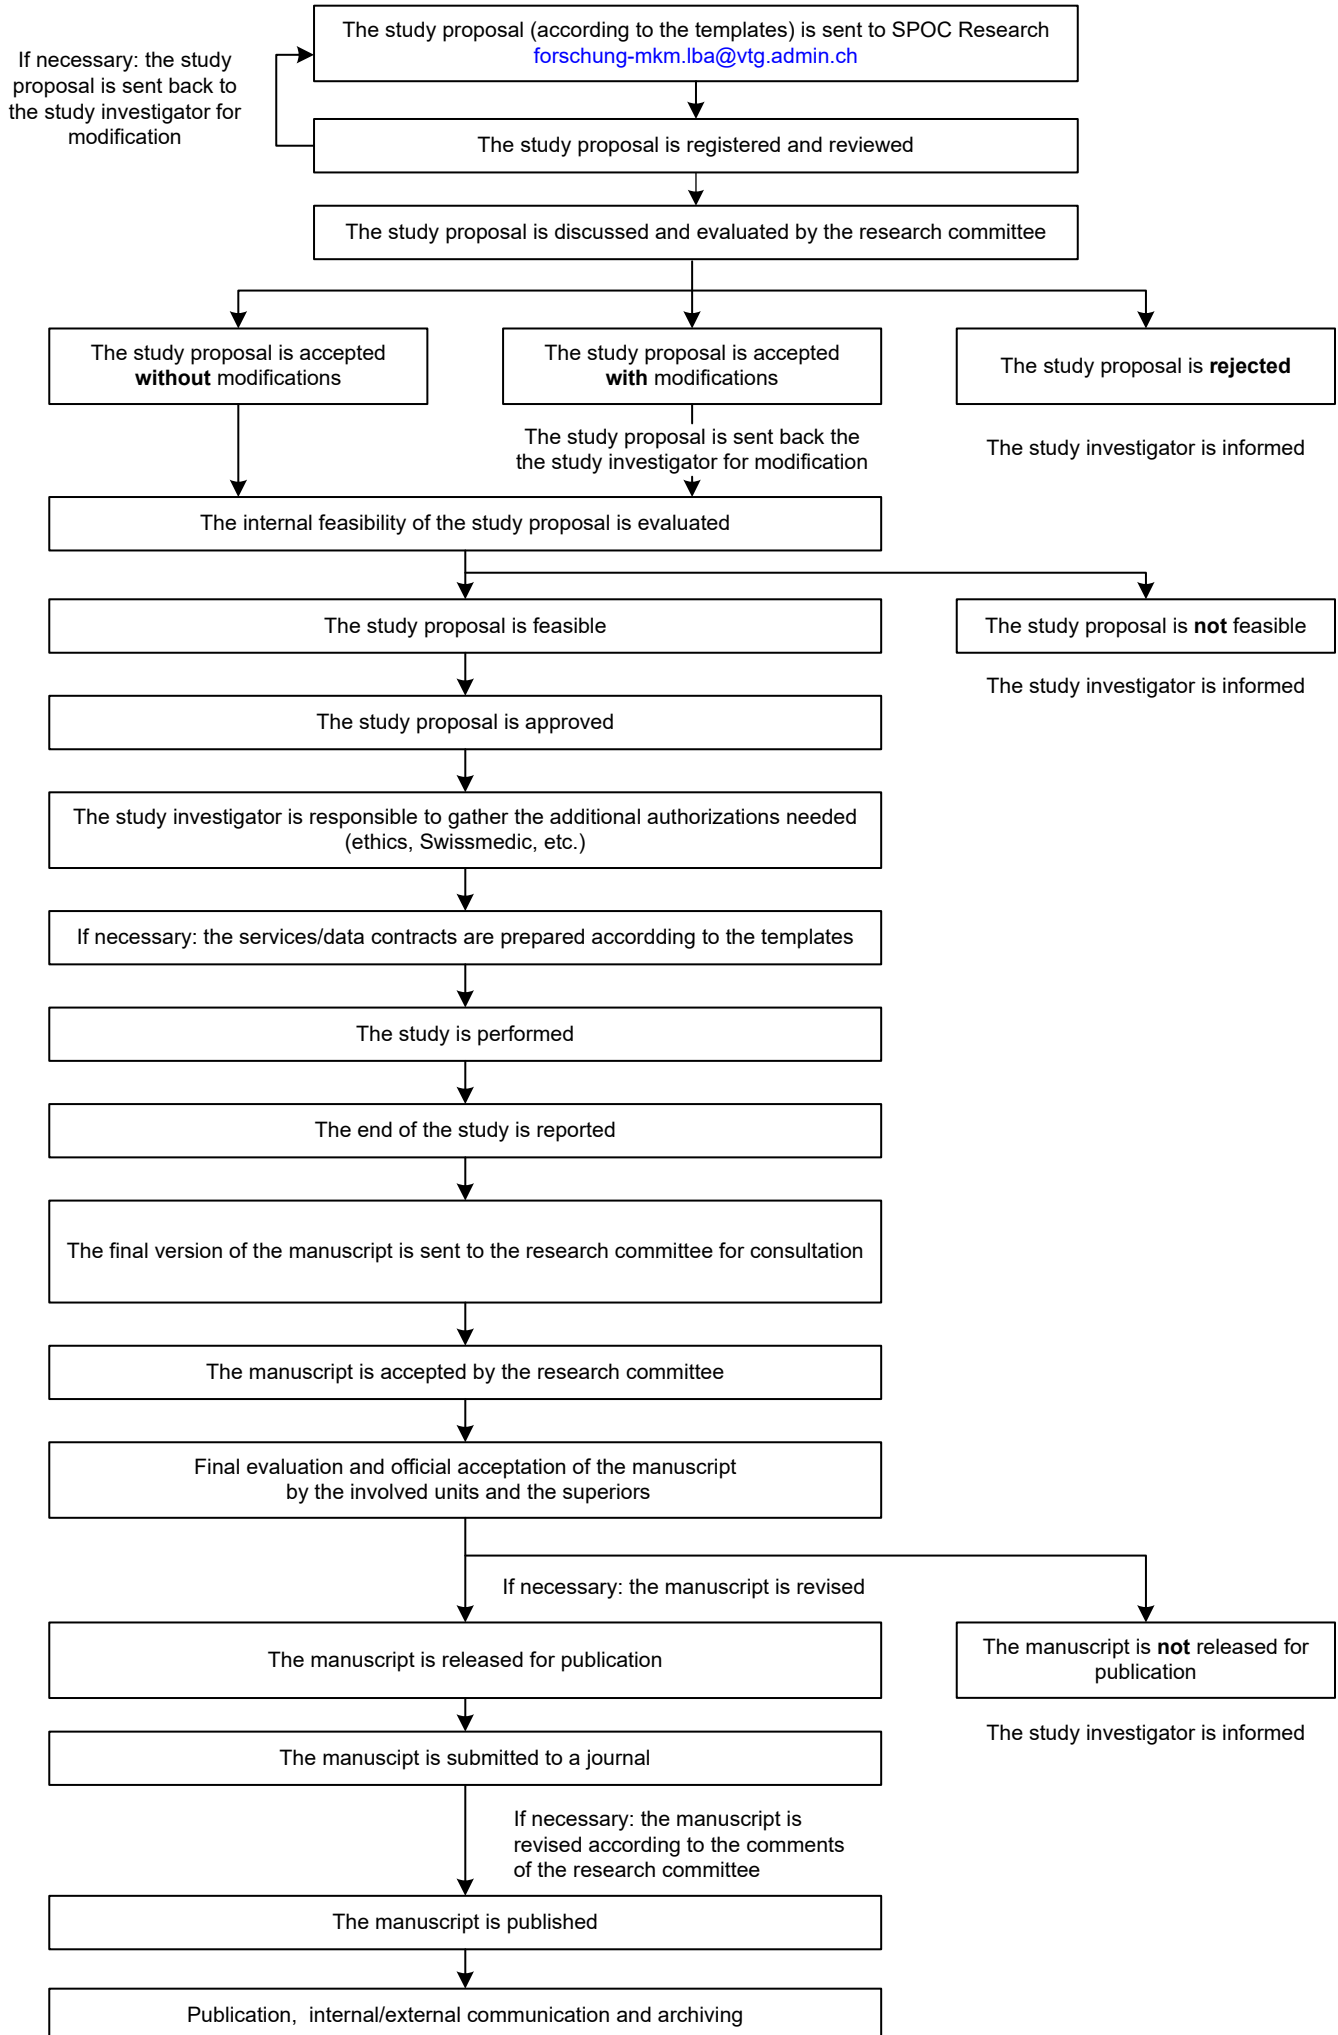 The study proposal (according to the templates) is sent to SPOC Research
forschung-mkm.lba@vtg.admin.ch
If necessary: the study
proposal is sent back to
the study investigator for
modification
The study proposal is registered and reviewed
The study proposal is discussed and evaluated by the research committee
The study proposal is accepted
without modifications
The study proposal is accepted
with modifications
The study proposal is rejected
The study proposal is sent back the
the study investigator for modification
The study investigator is informed
The internal feasibility of the study proposal is evaluated
The study proposal is feasible
The study proposal is not feasible
The study investigator is informed
The study proposal is approved
The study investigator is responsible to gather the additional authorizations needed
(ethics, Swissmedic, etc.)
If necessary: the services/data contracts are prepared accordding to the templates
The study is performed
The end of the study is reported
The final version of the manuscript is sent to the research committee for consultation
The manuscript is accepted by the research committee
Final evaluation and official acceptation of the manuscript
by the involved units and the superiors
If necessary: the manuscript is revised
The manuscript is released for publication
The manuscript is not released for
publication
The study investigator is informed
The manuscipt is submitted to a journal
If necessary: the manuscript is
revised according to the comments
of the research committee
The manuscript is published
Publication, internal/external communication and archiving